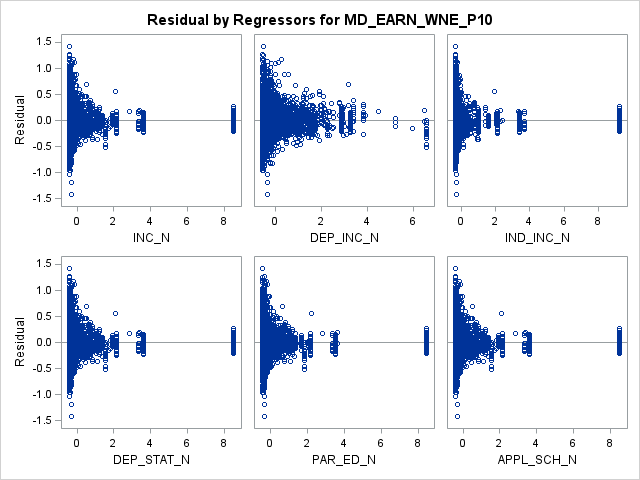 Residual by Regressors for MD_EARN_WNE_P10
1.5
1.0
0.5
0.0
-0.5
-1.0
-1.5
Residual
0 2 4 6 8
INC_N
0 2 4 6
DEP_INC_N
0 2 4 6 8
IND_INC_N
1.5
1.0
0.5
0.0
-0.5
-1.0
-1.5
Residual
0 2 4 6 8
DEP_STAT_N
0 2 4 6 8
PAR_ED_N
0 2 4 6 8
APPL_SCH_N